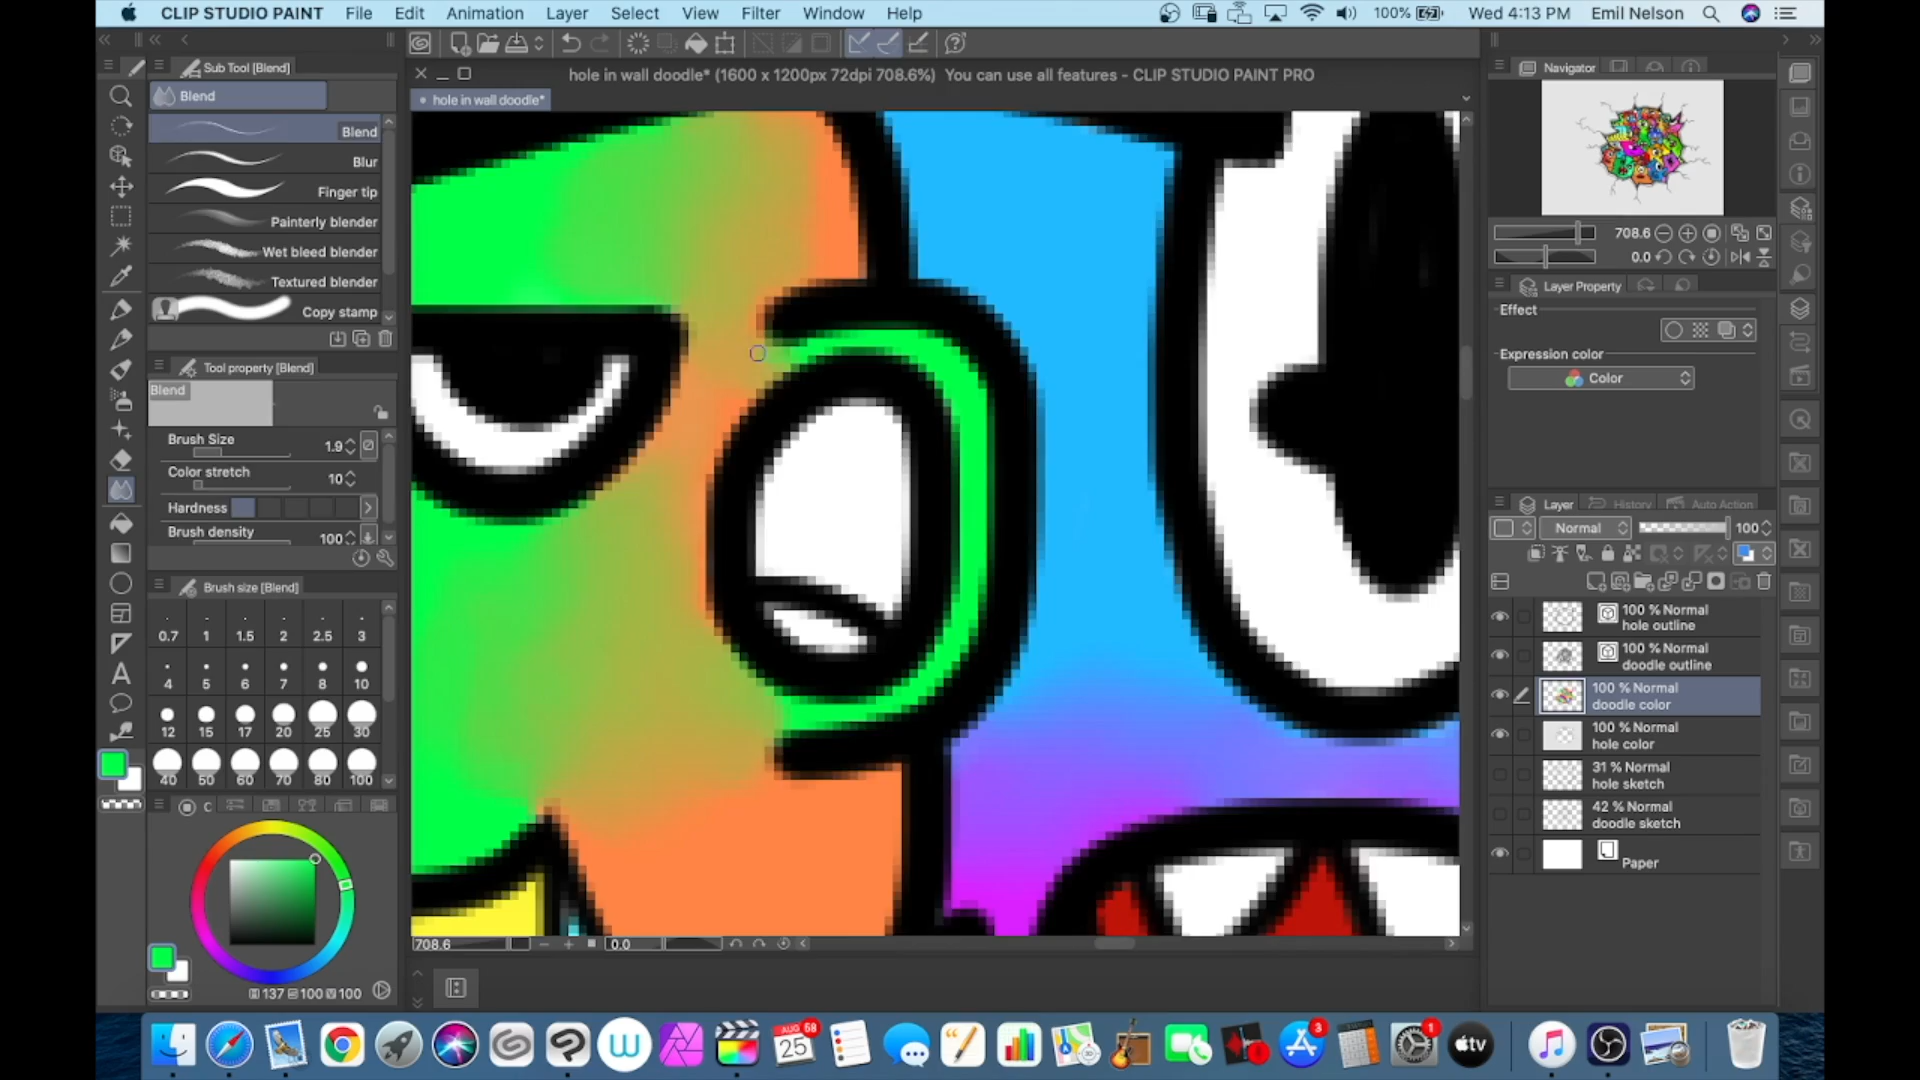 CLIP STUDIO PAINT File Edit Animation Layer Select View Filter Window Help 100% Wed 4:13 PM Emil Nelson
hole in wall doodle* (1600 x 1200px 72dpi 708.6%) You can use all features - CLIP STUDIO PAINT PRO
hole in wall doodle*
Sub Tool [Blend]
Blend
Blend
Blur
Finger tip
Painterly blender
Wet bleed blender
Textured blender
Copy stamp
Tool property [Blend]
Blend
Brush Size 1.9
Color stretch 10
Hardness
Brush density 100
Brush size [Blend]
0.7 1 1.5 2 2.5 3
4 5 6 7 8 10
12 15 17 20 25 30
40 50 60 70 80 100
C
137 100 100
708.6 0.0
Navigator
708.6
0.0
Layer Property
Effect
Expression color
Color
Layer History Auto Action
Normal 100
100 % Normal
hole outline
100 % Normal
doodle outline
100 % Normal
doodle color
100 % Normal
hole color
31 % Normal
hole sketch
42 % Normal
doodle sketch
Paper
AUG
25
58
3
1
tv